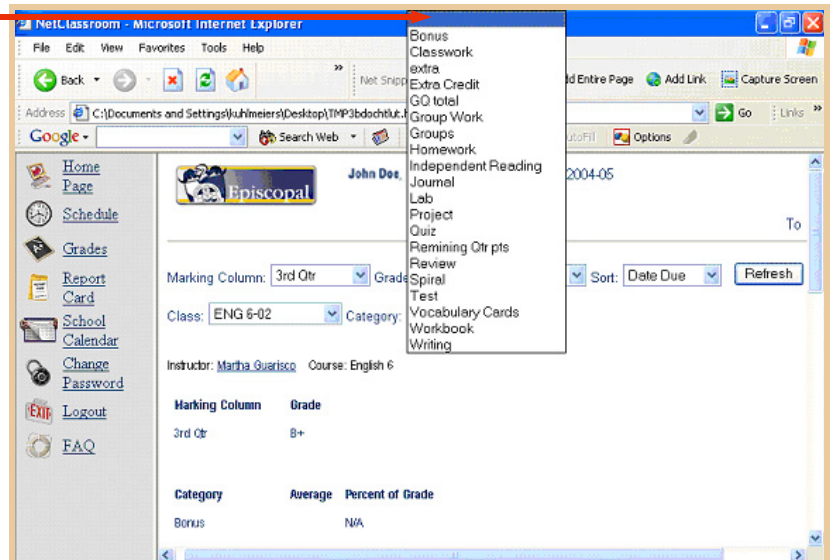 NetClassroom - Microsoft Internet Explorer
File Edit View Favorites Tools Help
Back » Net Snipp dd Entire Page Add Link Capture Screen
Address C:\Documents and Settings\kuhlmeiers\Desktop\TMP3bdochtlut. Go Links »
Google Search Web utoFill Options
Bonus
Classwork
extra
Extra Credit
GQ total
Group Work
Groups
Homework
Independent Reading
Journal
Lab
Project
Quiz
Remining Qtr pts
Review
Spiral
Test
Vocabulary Cards
Workbook
Writing
Home
Page
Schedule
Grades
Report
Card
School
Calendar
Change
Password
EXIT Logout
FAQ
Episcopal John Doe, 2004-05
To
Marking Column: 3rd Qtr Grade Sort: Date Due Refresh
Class: ENG 6-02 Category:
Instructor: Martha Guarisco Course: English 6
Marking Column Grade
3rd Qtr B+
Category Average Percent of Grade
Bonus N/A